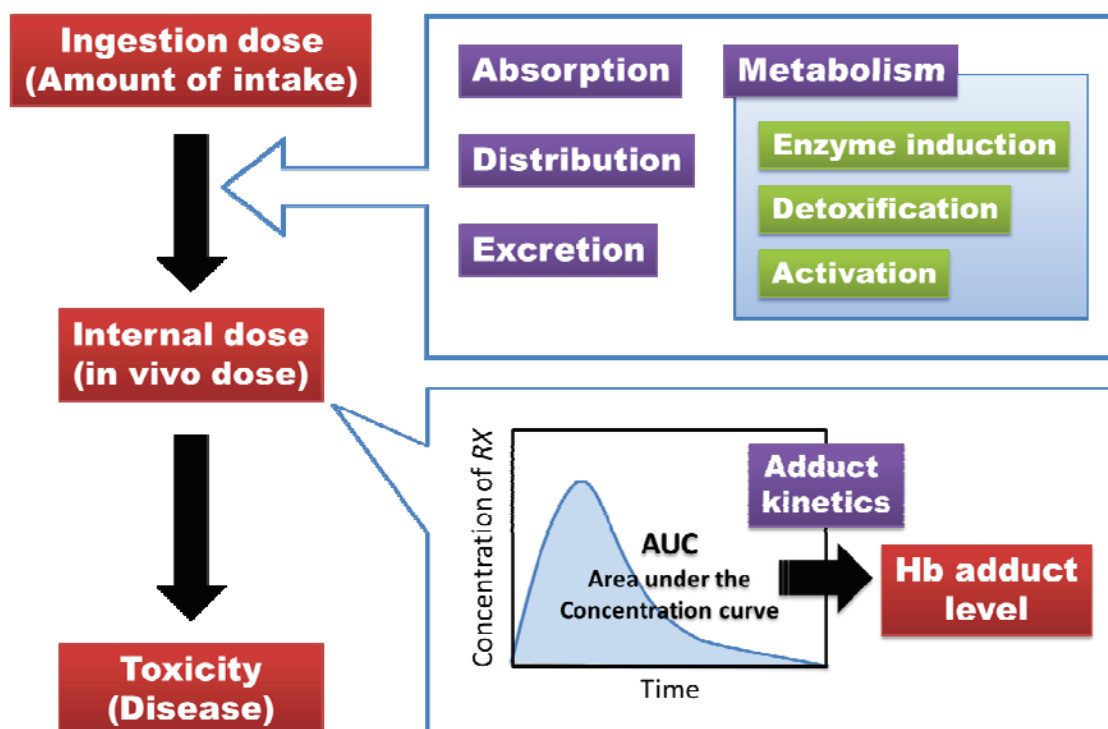 Ingestion dose
(Amount of intake)
Absorption
Metabolism
Enzyme induction
Distribution
Detoxification
Excretion
Activation
Internal dose
(in vivo dose)
Concentration of RX
Adduct
kinetics
AUC
Area under the
Concentration curve
Hb adduct
level
Time
Toxicity
(Disease)